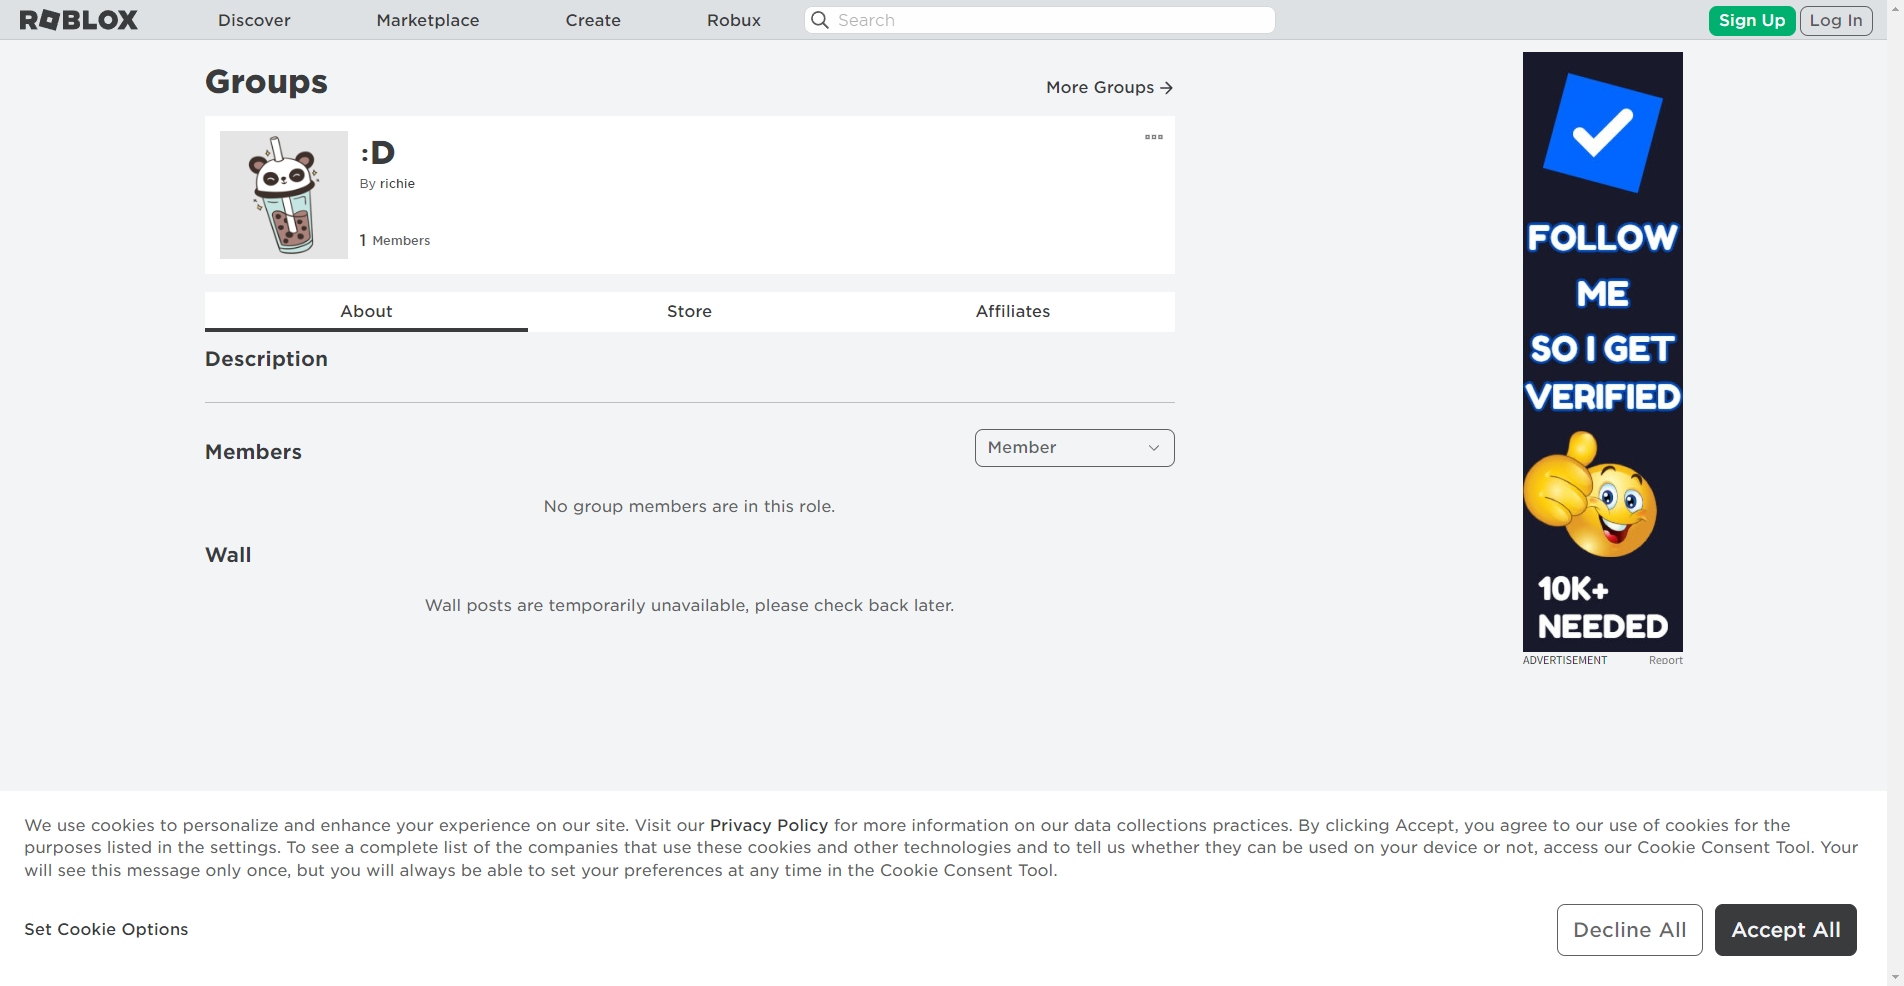 ROBLOX
Discover
Marketplace
Create
Robux
Search
Sign Up
Log In
Groups
More Groups
:D
By richie
1 Members
About
Store
Affiliates
Description
Members
Member
No group members are in this role.
Wall
Wall posts are temporarily unavailable, please check back later.
FOLLOW
ME
SO I GET
VERIFIED
10K+
NEEDED
ADVERTISEMENT
Report
We use cookies to personalize and enhance your experience on our site. Visit our Privacy Policy for more information on our data collections practices. By clicking Accept, you agree to our use of cookies for the
purposes listed in the settings. To see a complete list of the companies that use these cookies and other technologies and to tell us whether they can be used on your device or not, access our Cookie Consent Tool. Your
will see this message only once, but you will always be able to set your preferences at any time in the Cookie Consent Tool.
Set Cookie Options
Decline All
Accept All